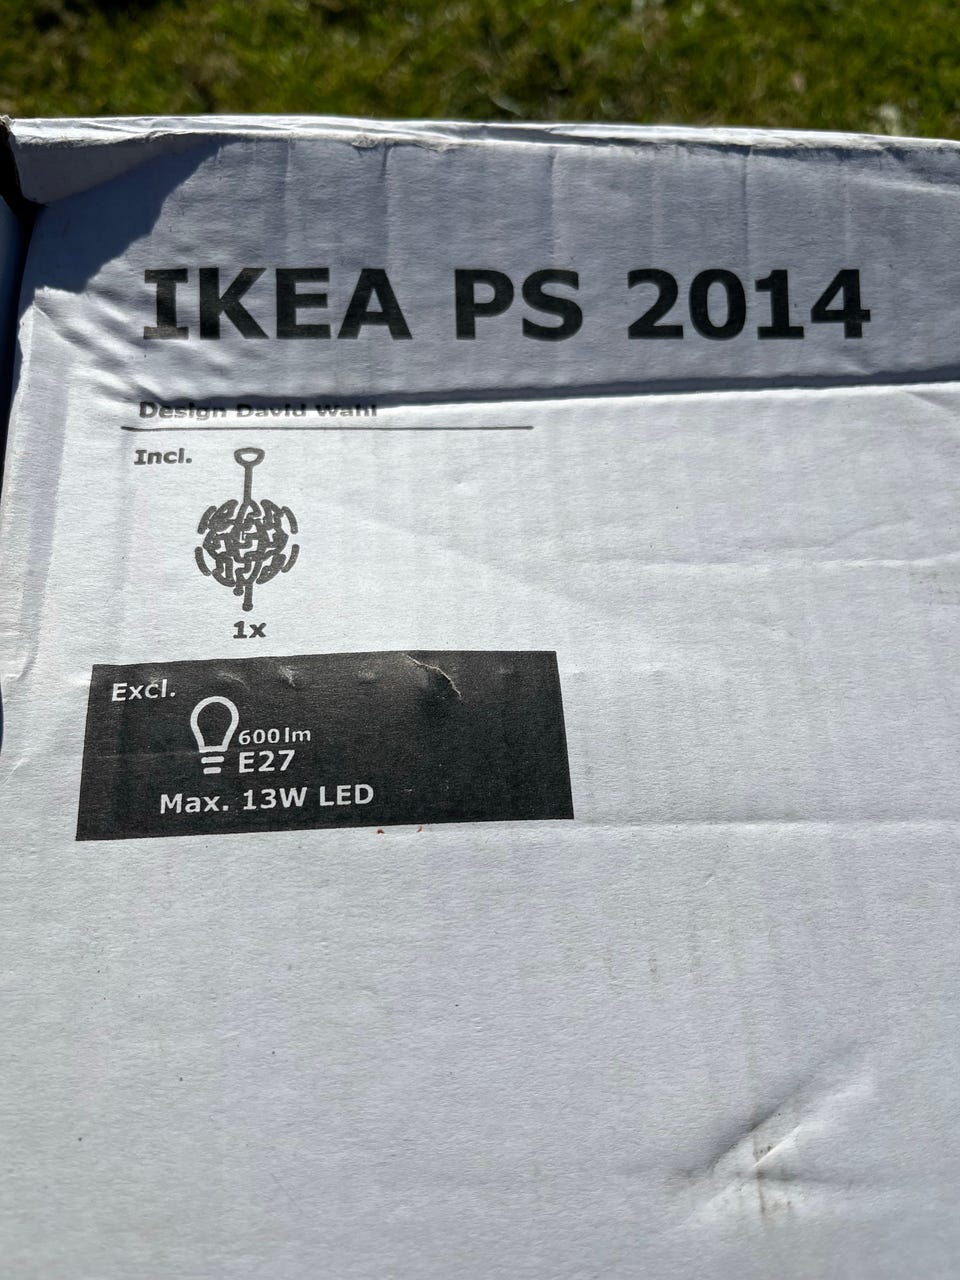 IKEA PS 2014
Design David Wahl
Incl.
1x
Excl.
600lm
E27
Max. 13W LED